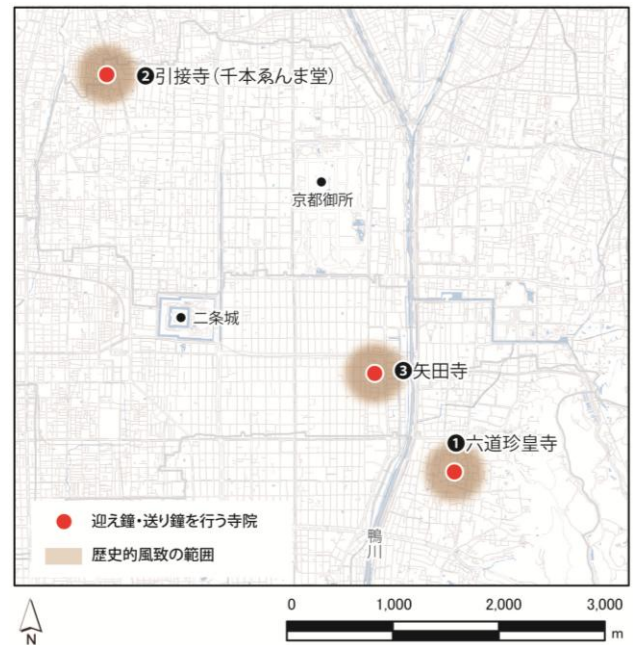 ❷引接寺（千本ゑんま堂）
京都御所
二条城
❸矢田寺
❶六道珍皇寺
鴨川
迎え鐘・送り鐘を行う寺院
歴史的風致の範囲
N
0 1,000 2,000 3,000
m